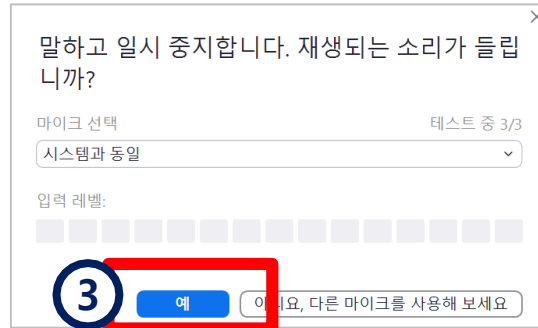 말하고 일시 중지합니다. 재생되는 소리가 들립
니까?
마이크 선택 테스트 중 3/3
시스템과 동일
입력 레벨:
3 예 아니요, 다른 마이크를 사용해 보세요